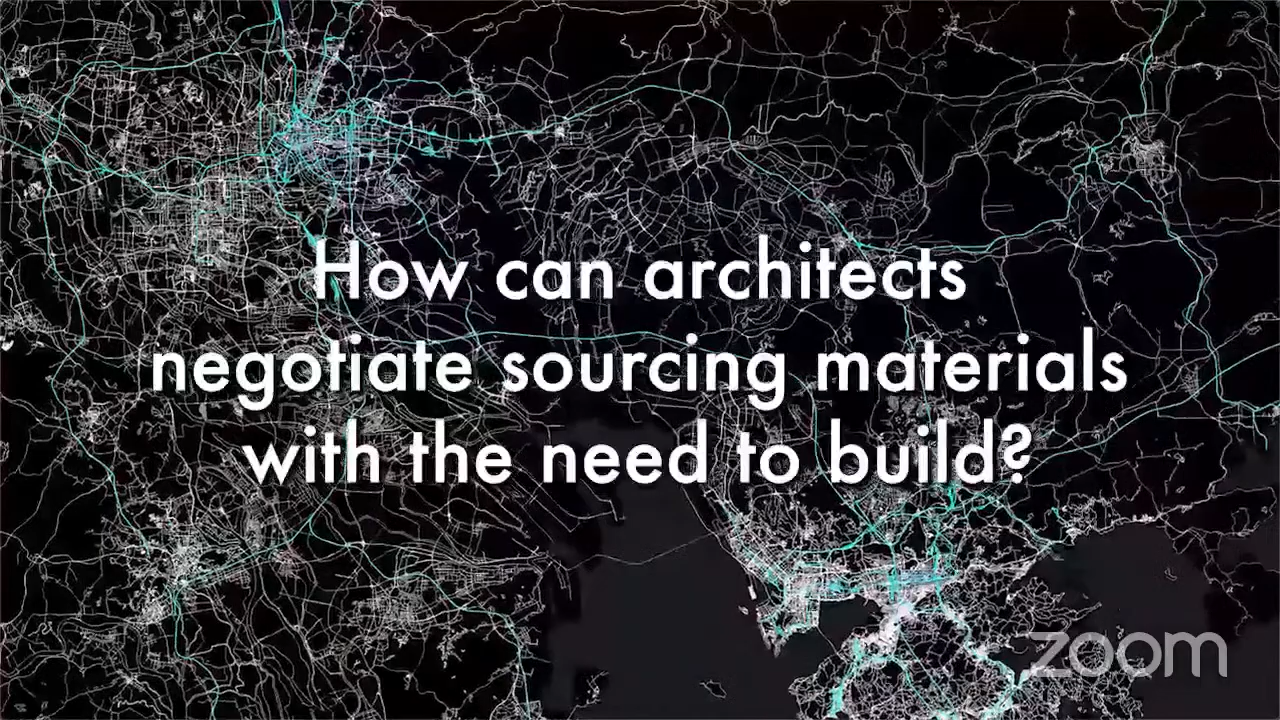 How can architects
negotiate sourcing materials
with the need to build?
zoom